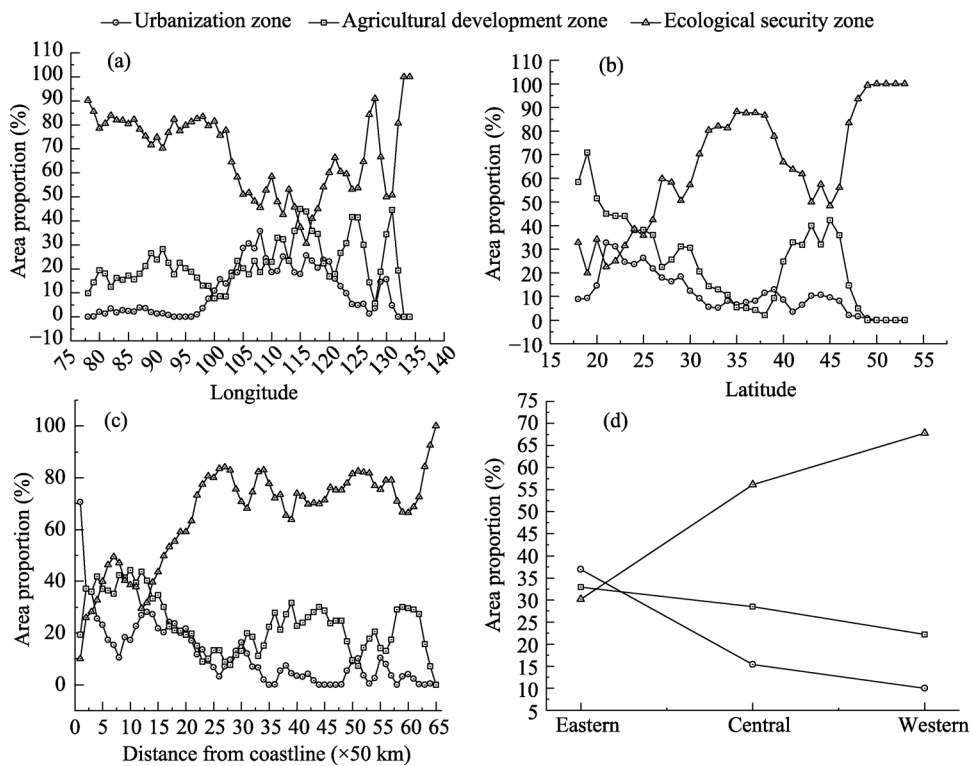 Urbanization zone Agricultural development zone Ecological security zone
(a)
Area proportion (%)
110
100
90
80
70
60
50
40
30
20
10
0
−10
75 80 85 90 95 100 105 110 115 120 125 130 135 140
Longitude
(b)
Area proportion (%)
110
100
90
80
70
60
50
40
30
20
10
0
−10
15 20 25 30 35 40 45 50 55
Latitude
(c)
Area proportion (%)
100
80
60
40
20
0
0 5 10 15 20 25 30 35 40 45 50 55 60 65
Distance from coastline (×50 km)
(d)
Area proportion (%)
75
70
65
60
55
50
45
40
35
30
25
20
15
10
5
Eastern Central Western